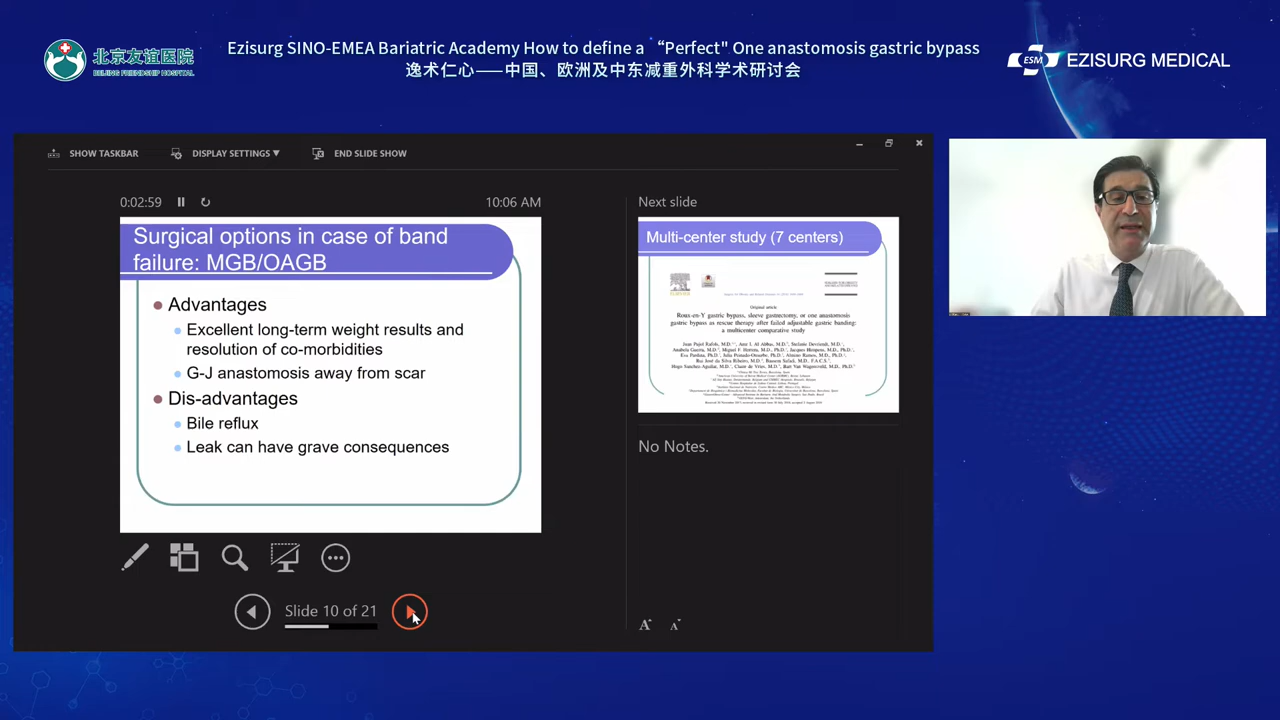 北京友谊医院
BEIJING FRIENDSHIP HOSPITAL
Ezisurg SINO-EMEA Bariatric Academy How to define a “Perfect" One anastomosis gastric bypass
逸术仁心——中国、欧洲及中东减重外科学术研讨会
ESM
EZISURG MEDICAL
SHOW TASKBAR
DISPLAY SETTINGS ▼
END SLIDE SHOW
0:02:59
10:06 AM
Surgical options in case of band
failure: MGB/OAGB
Advantages
Excellent long-term weight results and
resolution of co-morbidities
G-J anastomosis away from scar
Dis-advantages
Bile reflux
Leak can have grave consequences
Slide 10 of 21
Next slide
Multi-center study (7 centers)
Original article
Roux-en-Y gastric bypass, sleeve gastrectomy, or one anastomosis
gastric bypass as rescue therapy after failed adjustable gastric banding:
a multicenter comparative study
No Notes.
A A